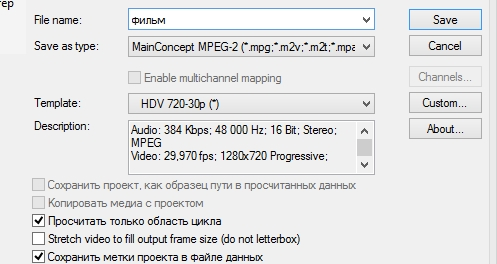 тер
File name: фильм Save
Save as type: MainConcept MPEG-2 (*.mpg;*.m2v;*.m2t;*.mpa Cancel
Enable multichannel mapping Channels...
Template: HDV 720-30p (*) Custom...
Description: Audio: 384 Kbps; 48 000 Hz; 16 Bit; Stereo; About...
MPEG
Video: 29,970 fps; 1280x720 Progressive;
Сохранить проект, как образец пути в просчитанных данных
Копировать медиа с проектом
Просчитать только область цикла
Stretch video to fill output frame size (do not letterbox)
Сохранить метки проекта в файле данных